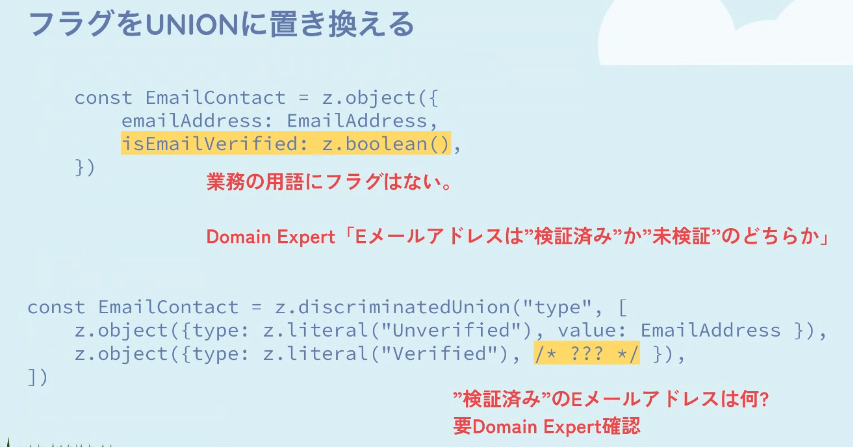 フラグをUNIONに置き換える
const EmailContact = z.object({
emailAddress: EmailAddress,
isEmailVerified: z.boolean(),
})
業務の用語にフラグはない。
Domain Expert「Eメールアドレスは”検証済み”か”未検証”のどちらか」
const EmailContact = z.discriminatedUnion("type", [
z.object({type: z.literal("Unverified"), value: EmailAddress }),
z.object({type: z.literal("Verified"), /* ??? */ }),
])
”検証済み”のEメールアドレスは何?
要Domain Expert確認